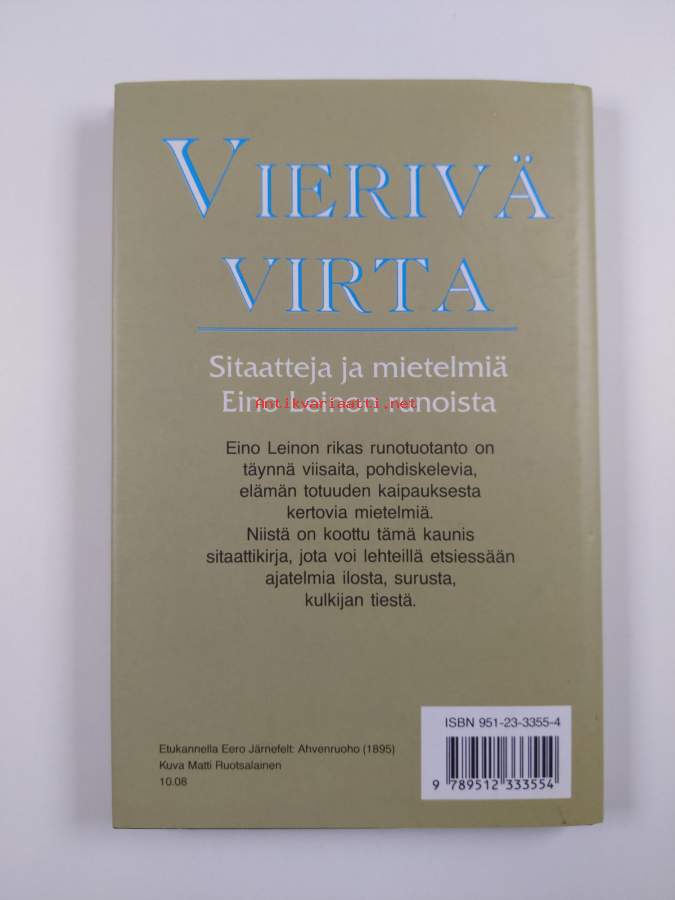 VIERIVÄ
VIRTA
Sitaatteja ja mietelmiä
Eino Leinon runoista
Antikvariaatti.net
Eino Leinon rikas runotuotanto on
täynnä viisaita, pohdiskelevia,
elämän totuuden kaipauksesta
kertovia mietelmiä.
Niistä on koottu tämä kaunis
sitaattikirja, jota voi lehteillä etsiessään
ajatelmia ilosta, surusta,
kulkijan tiestä.
ISBN 951-23-3355-4
9 789512 333554
Etukannella Eero Järnefelt: Ahvenruoho (1895)
Kuva Matti Ruotsalainen
10.08